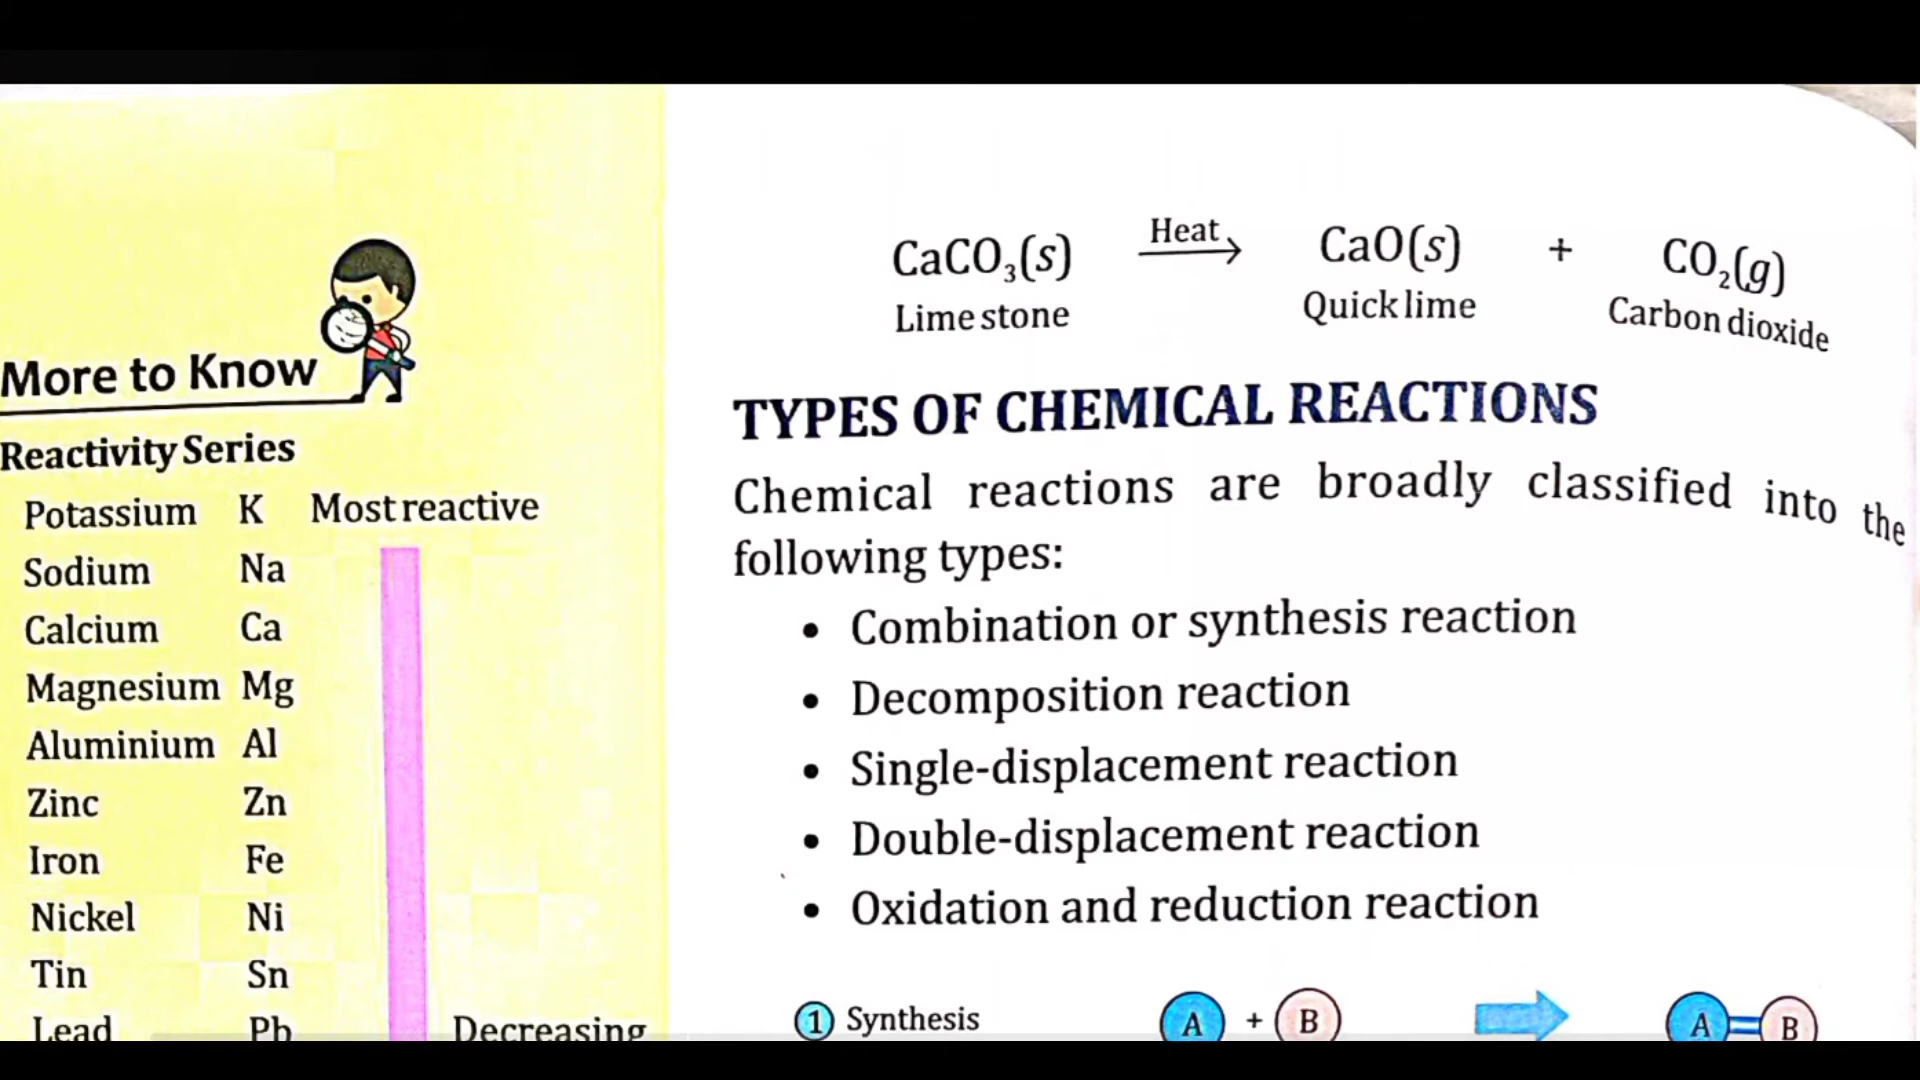 CaCO₃(s) Heat → CaO(s) + CO₂(g)
Lime stone Quick lime Carbon dioxide
More to Know
Reactivity Series
Potassium K Most reactive
Sodium Na
Calcium Ca
Magnesium Mg
Aluminium Al
Zinc Zn
Iron Fe
Nickel Ni
Tin Sn
Lead Pb Decreasing
TYPES OF CHEMICAL REACTIONS
Chemical reactions are broadly classified into the
following types:
• Combination or synthesis reaction
• Decomposition reaction
• Single-displacement reaction
• Double-displacement reaction
• Oxidation and reduction reaction
1 Synthesis A + B A B